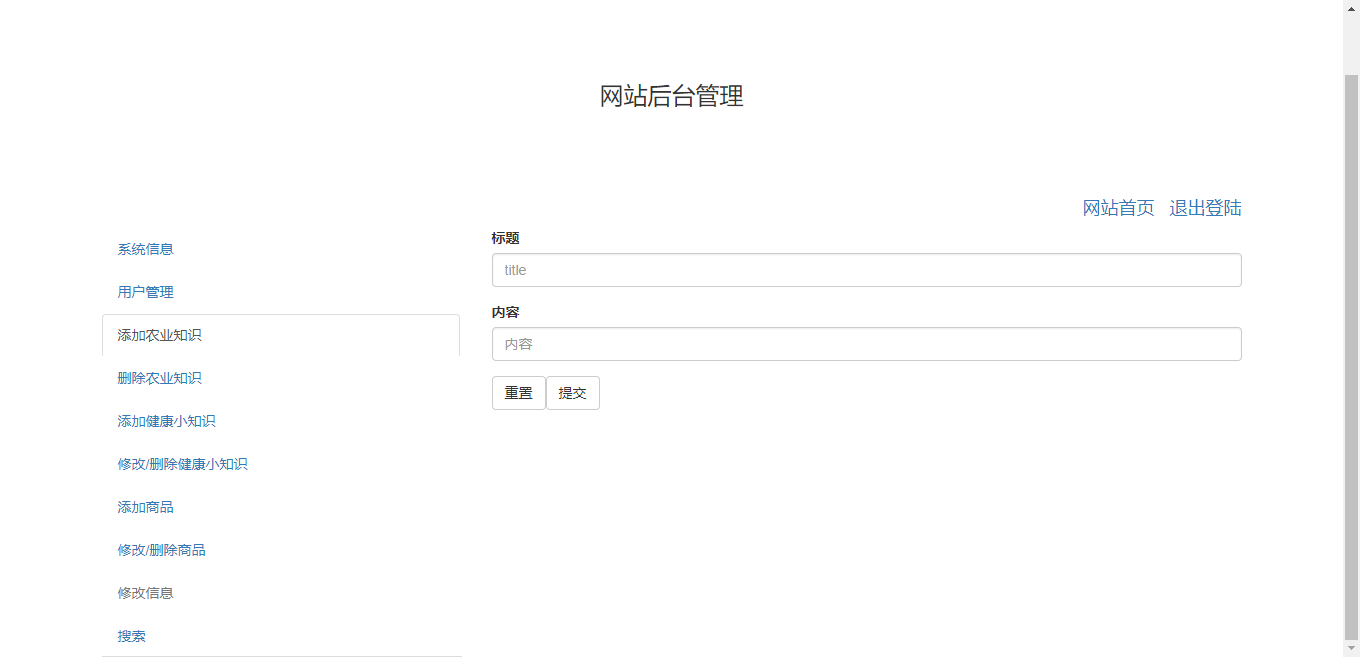 网站后台管理
网站首页 退出登陆
系统信息
用户管理
添加农业知识
删除农业知识
添加健康小知识
修改/删除健康小知识
添加商品
修改/删除商品
修改信息
搜索
标题
title
内容
内容
重置 提交